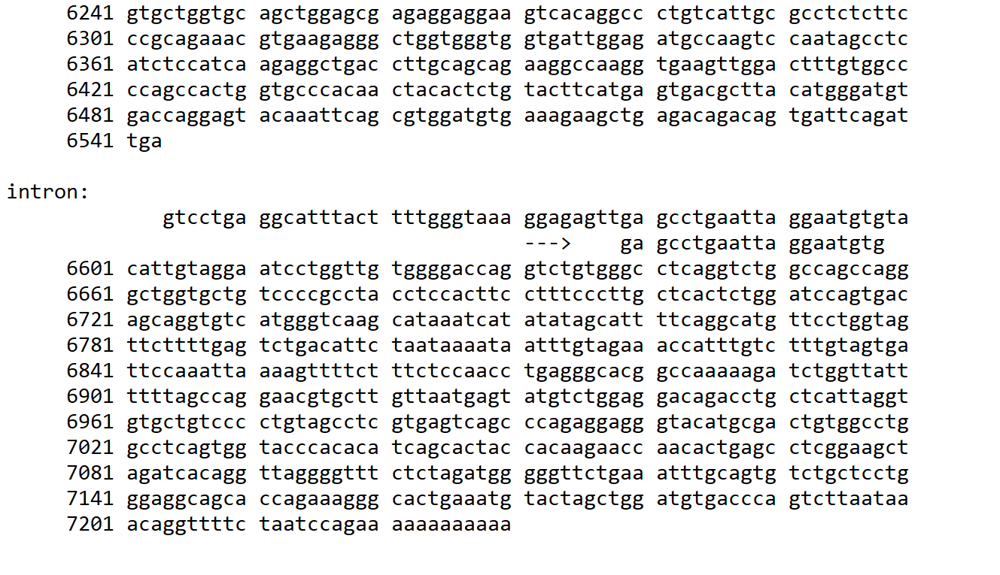 6241 gtgctggtgc agctggagcg agaggaggaa gtcacaggcc ctgtcattgc gcctctcttc
6301 ccgcagaaac gtgaagaggg ctggtgggtg gtgattggag atgccaagtc caatagcctc
6361 atctccatca agaggctgac cttgcagcag aaggccaagg tgaagttgga ctttgtggcc
6421 ccagccactg gtgcccacaa ctacactctg tacttcatga gtgacgctta catgggatgt
6481 gaccaggagt acaaattcag cgtggatgtg aaagaagctg agacagacag tgattcagat
6541 tga
intron:
gtcctga ggcatttact tttgggtaaa ggagagttga gcctgaatta ggaatgtgta
---> ga gcctgaatta ggaatgtg
6601 cattgtagga atcctggttg tggggaccag gtctgtgggc ctcaggtctg gccagccagg
6661 gctggtgctg tccccgccta cctccacttc ctttcccttg ctcactctgg atccagtgac
6721 agcaggtgtc atgggtcaag cataaatcat atatagcatt ttcaggcatg ttcctggtag
6781 ttcttttgag tctgacattc taataaaata atttgtagaa accatttgtc tttgtagtga
6841 ttccaaatta aaagttttct ttctccaacc tgagggcacg gccaaaaaga tctggttatt
6901 ttttagccag gaacgtgctt gttaatgagt atgtctggag gacagacctg ctcattaggt
6961 gtgctgtccc ctgtagcctc gtgagtcagc ccagaggagg gtacatgcga ctgtggcctg
7021 gcctcagtgg tacccacaca tcagcactac cacaagaacc aacactgagc ctcggaagct
7081 agatcacagg ttaggggttt ctctagatgg gggttctgaa atttgcagtg tctgctcctg
7141 ggaggcagca ccagaaaggg cactgaaatg tactagctgg atgtgaccca gtcttaataa
7201 acaggttttc taatccagaa aaaaaaaaaa